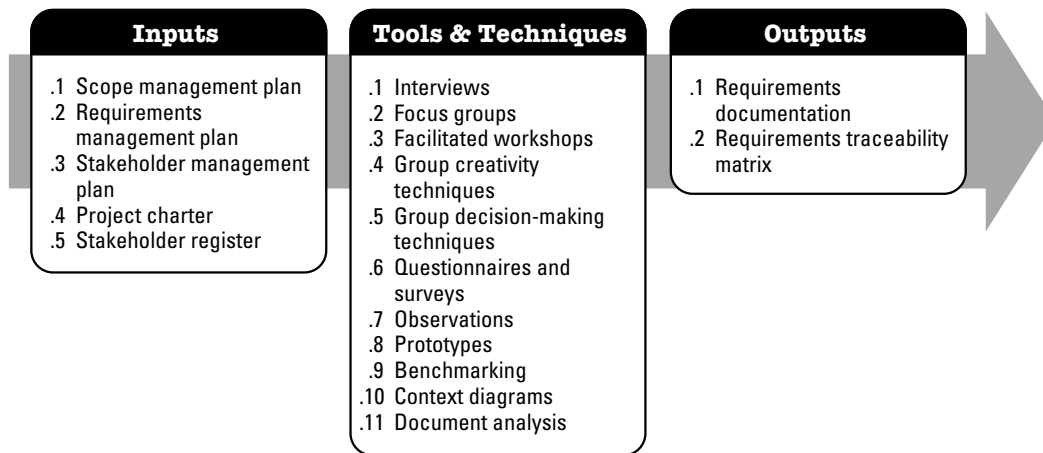 Inputs
.1 Scope management plan
.2 Requirements
management plan
.3 Stakeholder management
plan
.4 Project charter
.5 Stakeholder register
Tools & Techniques
.1 Interviews
.2 Focus groups
.3 Facilitated workshops
.4 Group creativity
techniques
.5 Group decision-making
techniques
.6 Questionnaires and
surveys
.7 Observations
.8 Prototypes
.9 Benchmarking
.10 Context diagrams
.11 Document analysis
Outputs
.1 Requirements
documentation
.2 Requirements traceability
matrix